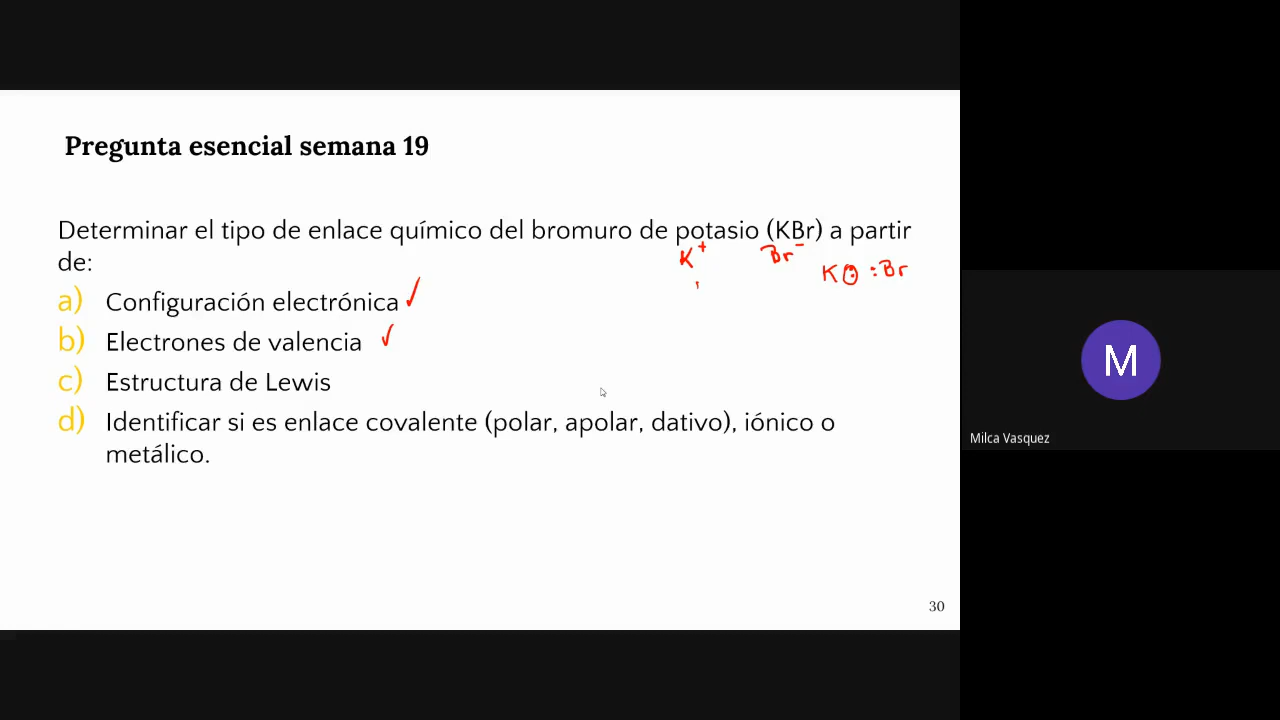 Pregunta esencial semana 19
Determinar el tipo de enlace químico del bromuro de potasio (KBr) a partir
de:
K⁺ Br⁻ K :Br
a) Configuración electrónica
b) Electrones de valencia
c) Estructura de Lewis
d) Identificar si es enlace covalente (polar, apolar, dativo), iónico o
metálico.
30
M
Milca Vasquez